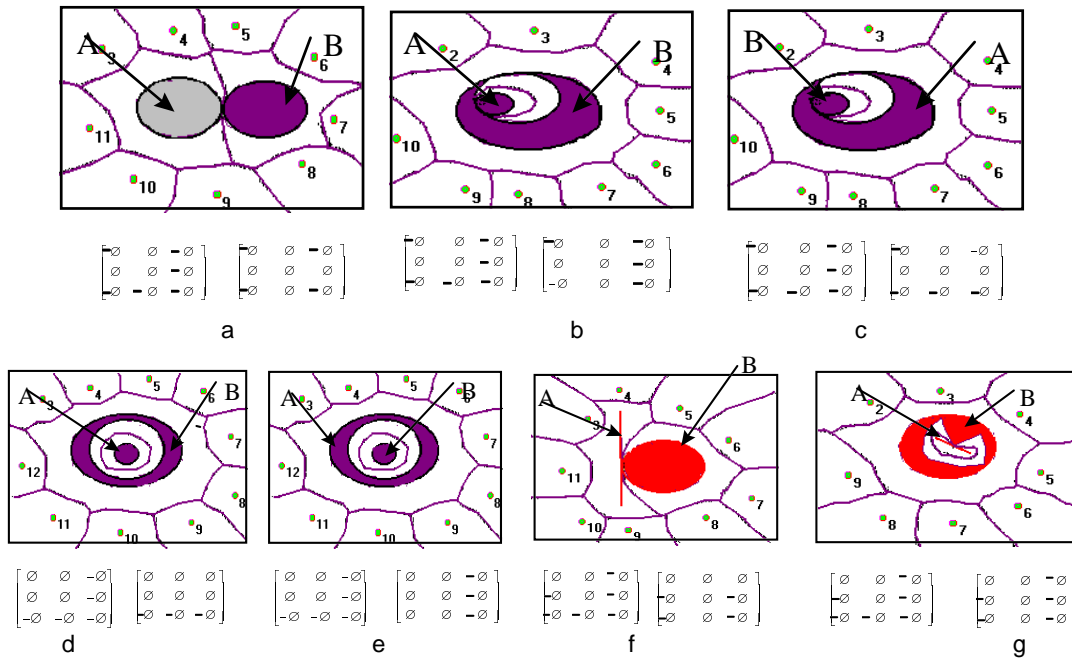 A 3 4 5 B 6
11 7
10 9 8
A 2 3 B 4
10 5
9 8 7 6
B 2 3 A 4
10 5
9 8 7 6
-∅ ∅ -∅ -∅ ∅ -∅
∅ ∅ -∅ ∅ ∅ ∅
-∅ -∅ -∅ -∅ ∅ -∅
a
-∅ ∅ -∅ -∅ ∅ -∅
∅ ∅ -∅ ∅ ∅ -∅
-∅ -∅ -∅ -∅ ∅ -∅
b
-∅ ∅ -∅ -∅ ∅ -∅
∅ ∅ -∅ ∅ ∅ ∅
-∅ -∅ -∅ -∅ -∅ -∅
c
A 3 4 5 6 B
12 7
11 10 9 8
A 3 4 5 6 B
12 7
11 10 9 8
A 3 4 5 B
11 6
10 9 8 7
A 2 3 B 4
9 5
8 7 6
∅ ∅ -∅ ∅ ∅ ∅
∅ ∅ -∅ ∅ ∅ ∅
-∅ -∅ -∅ -∅ -∅ -∅
d
∅ ∅ -∅ ∅ ∅ -∅
∅ ∅ -∅ ∅ ∅ -∅
-∅ -∅ -∅ ∅ ∅ -∅
e
∅ ∅ -∅ ∅ ∅ -∅
-∅ ∅ -∅ -∅ ∅ -∅
-∅ -∅ -∅ -∅ ∅ -∅
f
∅ ∅ -∅ ∅ ∅ -∅
-∅ ∅ -∅ -∅ ∅ -∅
-∅ -∅ -∅ -∅ ∅ -∅
g